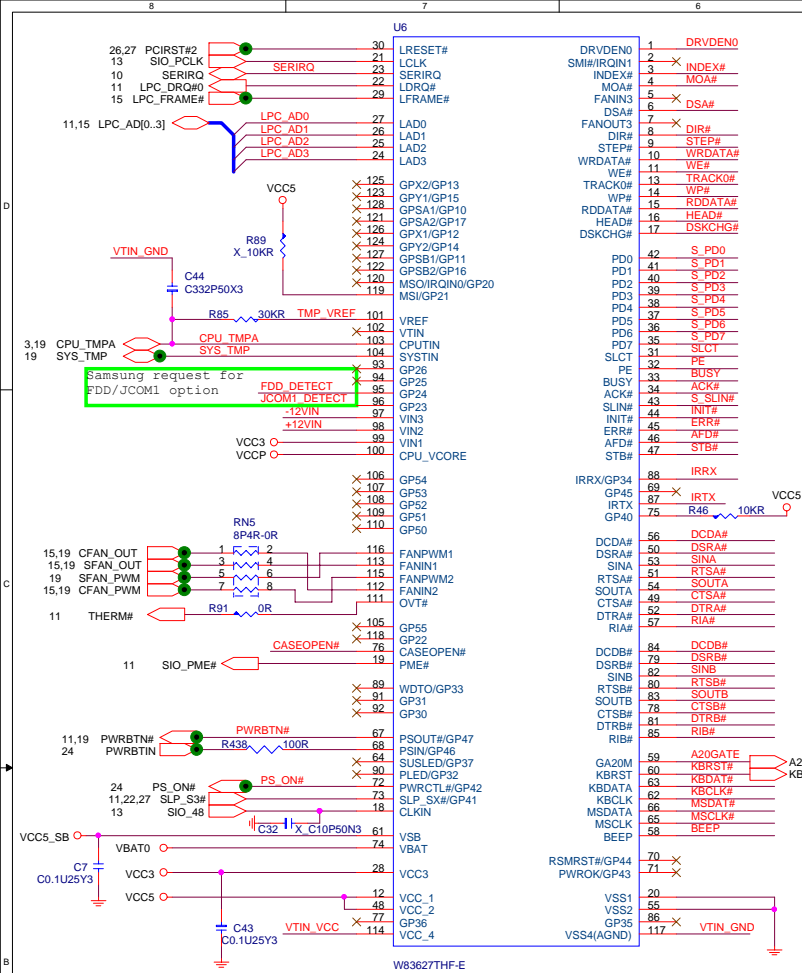 8 7 6
U6
26,27 PCIRST#2 30 LRESET# DRVDEN0 1 DRVDEN0
13 SIO_PCLK 21 LCLK SMI#/IRQIN1 2
10 SERIRQ SERIRQ 23 SERIRQ INDEX# 3 INDEX#
11 LPC_DRQ#0 22 LDRQ# MOA# 4 MOA#
15 LPC_FRAME# 29 LFRAME# FANIN3 5
DSA# 6 DSA#
11,15 LPC_AD[0..3] LPC_AD0 27 LAD0 FANOUT3 7
LPC_AD1 26 LAD1 DIR# 8 DIR#
LPC_AD2 25 LAD2 STEP# 9 STEP#
LPC_AD3 24 LAD3 WRDATA# 10 WRDATA#
WE# 11 WE#
125 GPX2/GP13 TRACK0# 13 TRACK0#
VCC5 123 GPY1/GP15 WP# 14 WP#
128 GPSA1/GP10 RDDATA# 15 RDDATA#
D 121 GPSA2/GP17 HEAD# 16 HEAD#
126 GPX1/GP12 DSKCHG# 17 DSKCHG#
R89 124 GPY2/GP14
X_10KR 127 GPSB1/GP11 PD0 42 S_PD0
VTIN_GND 122 GPSB2/GP16 PD1 41 S_PD1
C44 120 MSO/IRQIN0/GP20 PD2 40 S_PD2
C332P50X3 119 MSI/GP21 PD3 39 S_PD3
PD4 38 S_PD4
R85 30KR TMP_VREF 101 VREF PD5 37 S_PD5
102 VTIN PD6 36 S_PD6
3,19 CPU_TMPA CPU_TMPA 103 CPUTIN PD7 35 S_PD7
19 SYS_TMP SYS_TMP 104 SYSTIN SLCT 31 SLCT
93 GP26 PE 32 PE
Samsung request for 94 GP25 BUSY 33 BUSY
FDD/JCOM1 option FDD_DETECT 95 GP24 ACK# 34 ACK#
JCOM1_DETECT 96 GP23 SLIN# 43 S_SLIN#
-12VIN 97 VIN3 INIT# 44 INIT#
+12VIN 98 VIN2 ERR# 45 ERR#
VCC3 99 VIN1 AFD# 46 AFD#
VCCP 100 CPU_VCORE STB# 47 STB#
106 GP54 IRRX/GP34 88 IRRX
107 GP53 GP45 69
108 GP52 IRTX 87 IRTX VCC5
109 GP51 GP40 75 R46 10KR
110 GP50
RN5
8P4R-0R DCDA# 56 DCDA#
15,19 CFAN_OUT 1 2 116 FANPWM1 DSRA# 50 DSRA#
15,19 SFAN_OUT 3 4 113 FANIN1 SINA 53 SINA
C 19 SFAN_PWM 5 6 115 FANPWM2 RTSA# 51 RTSA#
15,19 CFAN_PWM 7 8 112 FANIN2 SOUTA 54 SOUTA
111 OVT# CTSA# 49 CTSA#
11 THERM# R91 0R DTRA# 52 DTRA#
105 GP55 RIA# 57 RIA#
118 GP22
CASEOPEN# 76 CASEOPEN# DCDB# 84 DCDB#
11 SIO_PME# 19 PME# DSRB# 79 DSRB#
SINB 82 SINB
89 WDTO/GP33 RTSB# 80 RTSB#
91 GP31 SOUTB 83 SOUTB
92 GP30 CTSB# 78 CTSB#
DTRB# 81 DTRB#
11,19 PWRBTN# PWRBTN# 67 PSOUT#/GP47 RIB# 85 RIB#
24 PWRBTIN R438 100R 68 PSIN/GP46
64 SUSLED/GP37 GA20M 59 A20GATE A2
90 PLED/GP32 KBRST 60 KBRST# KB
24 PS_ON# PS_ON# 72 PWRCTL#/GP42 KBDATA 63 KBDAT#
11,22,27 SLP_S3# 73 SLP_SX#/GP41 KBCLK 62 KBCLK#
13 SIO_48 18 CLKIN MSDATA 66 MSDAT#
C32 X_C10P50N3 MSCLK 65 MSCLK#
VCC5_SB 61 VSB BEEP 58 BEEP
VBAT0 74 VBAT
C7 RSMRST#/GP44 70
C0.1U25Y3 VCC3 28 VCC3 PWROK/GP43 71
VCC5 12 VCC_1 VSS1 20
48 VCC_2 VSS2 55
C43 77 GP36 GP35 86
C0.1U25Y3 VTIN_VCC 114 VCC_4 VSS4(AGND) 117 VTIN_GND
B
W83627THF-E